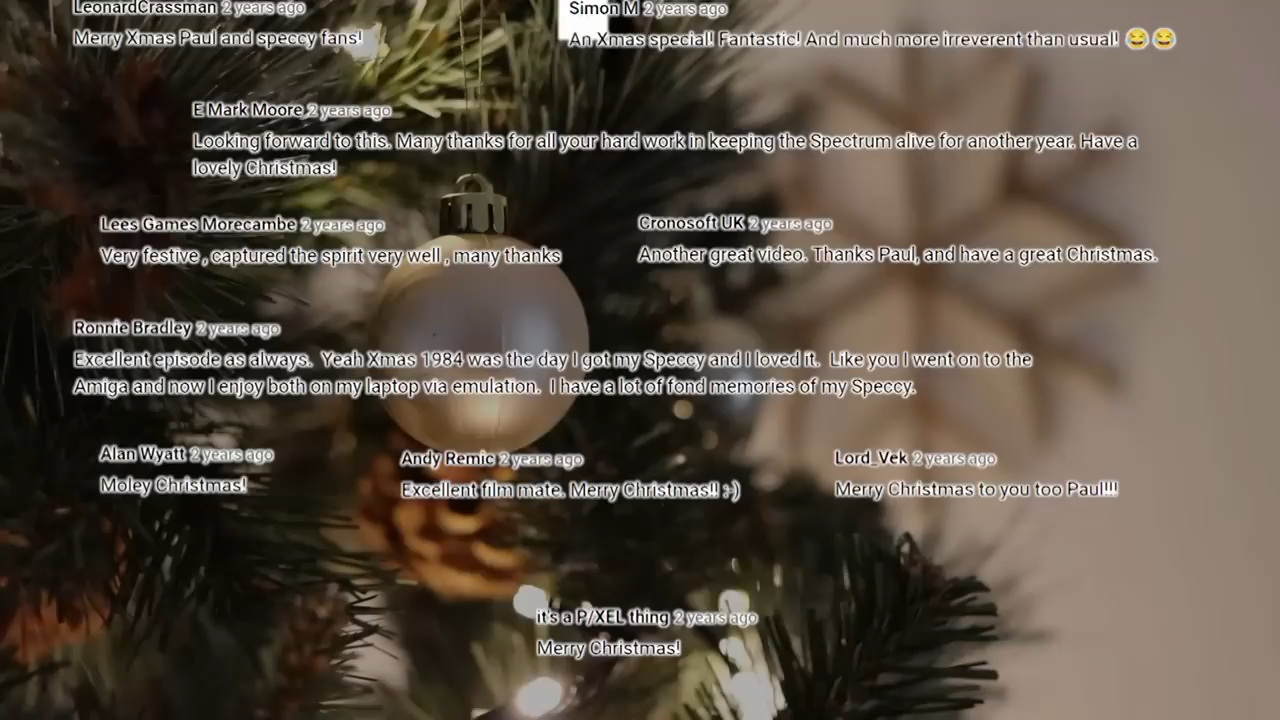 LeonardCrassman 2 years ago
Merry Xmas Paul and speccy fans!
Simon M 2 years ago
An Xmas special! Fantastic! And much more irreverent than usual! 😂😂
E Mark Moore 2 years ago
Looking forward to this. Many thanks for all your hard work in keeping the Spectrum alive for another year. Have a
lovely Christmas!
Lees Games Morecambe 2 years ago
Very festive , captured the spirit very well , many thanks
Cronosoft UK 2 years ago
Another great video. Thanks Paul, and have a great Christmas.
Ronnie Bradley 2 years ago
Excellent episode as always.  Yeah Xmas 1984 was the day I got my Speccy and I loved it.  Like you I went on to the
Amiga and now I enjoy both on my laptop via emulation.  I have a lot of fond memories of my Speccy.
Alan Wyatt 2 years ago
Moley Christmas!
Andy Remic 2 years ago
Excellent film mate. Merry Christmas!! :-)
Lord_Vek 2 years ago
Merry Christmas to you too Paul!!!
it's a P/XEL thing 2 years ago
Merry Christmas!